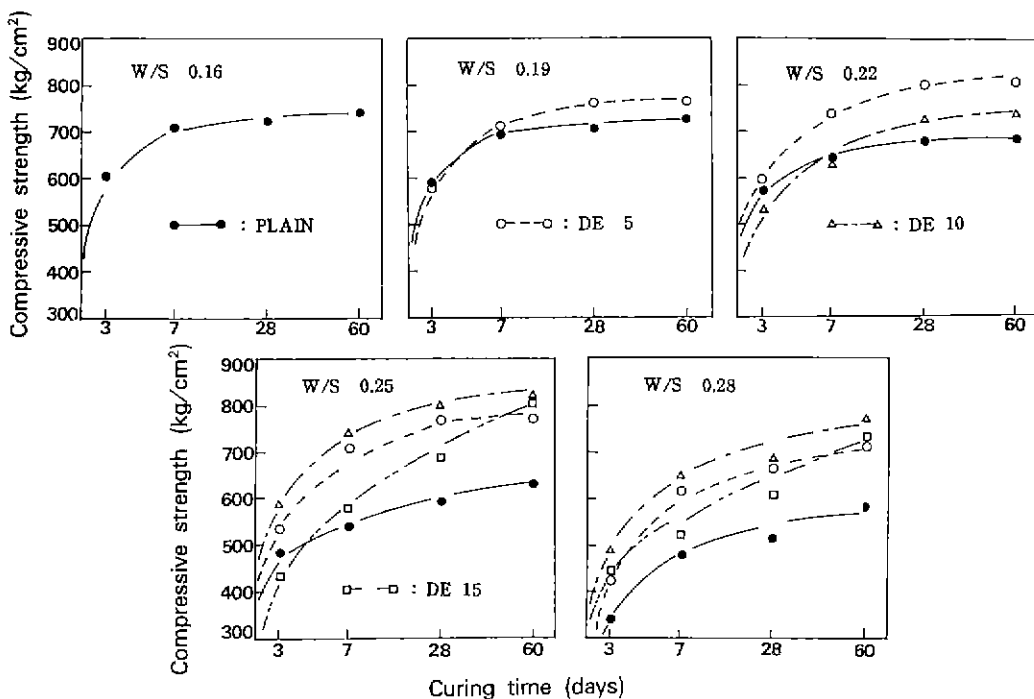 Compressive strength (kg/cm²)
900
800
700
600
500
400
300
W/S 0.16
: PLAIN
3 7 28 60
W/S 0.19
: DE 5
3 7 28 60
W/S 0.22
: DE 10
3 7 28 60
Compressive strength (kg/cm²)
900
800
700
600
500
400
300
W/S 0.25
: DE 15
3 7 28 60
W/S 0.28
3 7 28 60
Curing time (days)